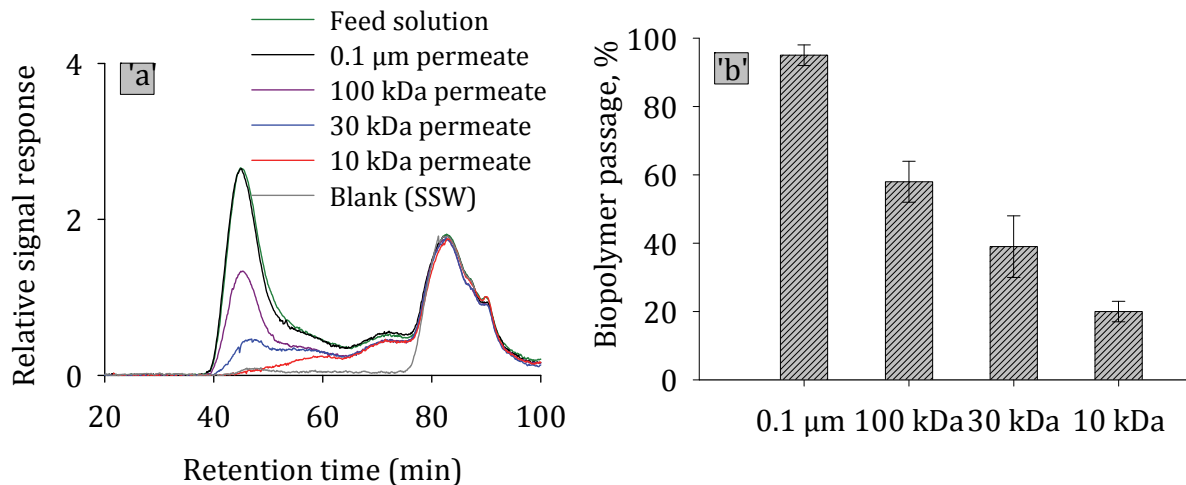 'a'
Feed solution
0.1 µm permeate
100 kDa permeate
30 kDa permeate
10 kDa permeate
Blank (SSW)
Relative signal response
4
2
0
20 40 60 80 100
Retention time (min)
'b'
Biopolymer passage, %
100
80
60
40
20
0
0.1 µm 100 kDa 30 kDa 10 kDa